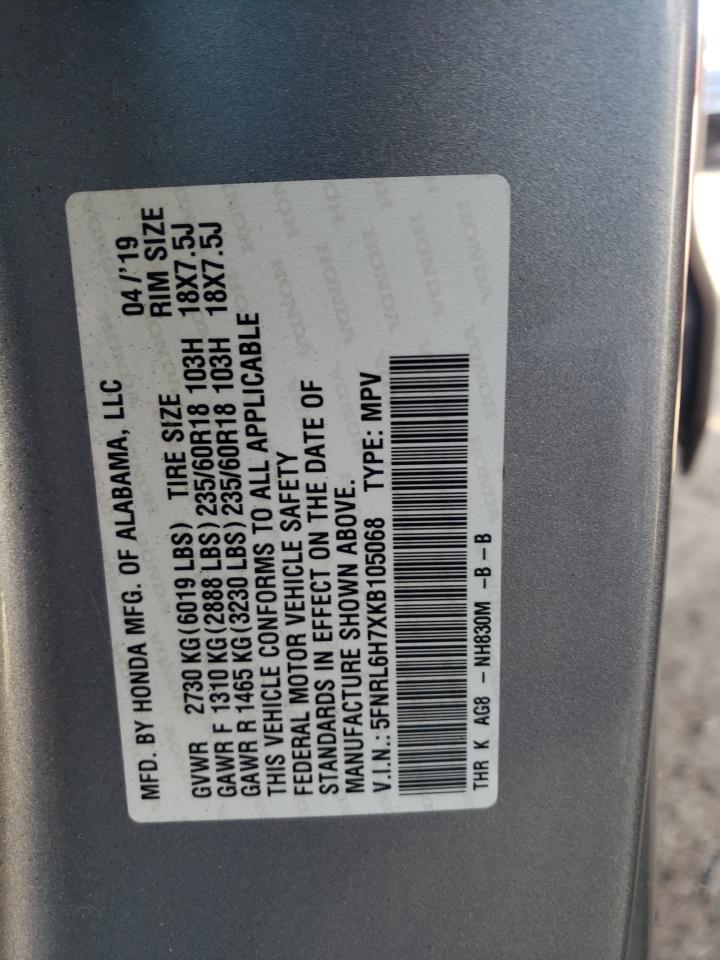 MFD. BY HONDA MFG. OF ALABAMA, LLC 04/'19
GVWR 2730 KG(6019 LBS) TIRE SIZE RIM SIZE
GAWR F 1310 KG(2888 LBS) 235/60R18 103H 18X7.5J
GAWR R 1465 KG(3230 LBS) 235/60R18 103H 18X7.5J
THIS VEHICLE CONFORMS TO ALL APPLICABLE
FEDERAL MOTOR VEHICLE SAFETY
STANDARDS IN EFFECT ON THE DATE OF
MANUFACTURE SHOWN ABOVE.
V.I.N.: 5FNRL6H7XKB105068 TYPE: MPV
THR K AG8 - NH830M -B-B